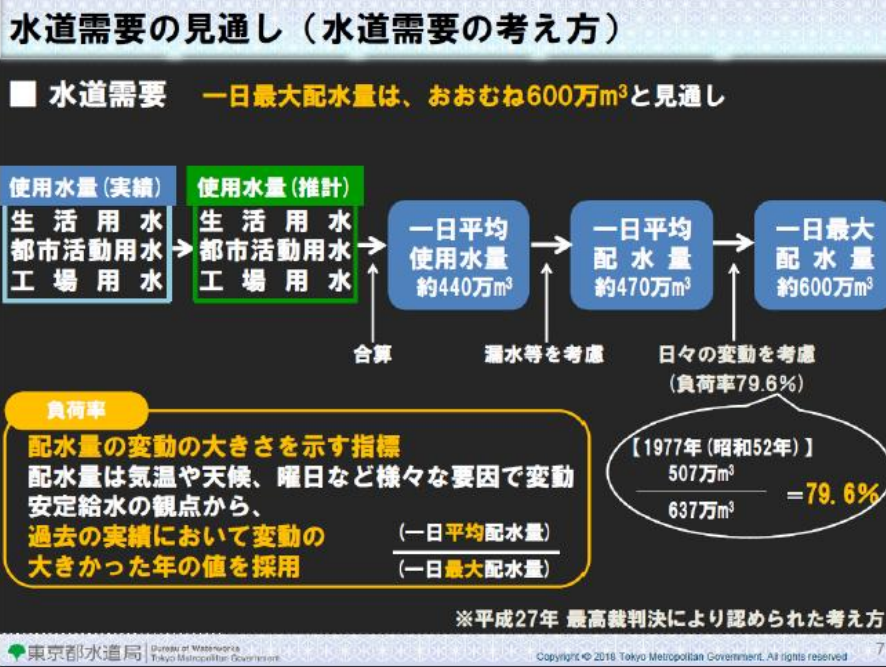 水道需要の見通し（水道需要の考え方）
■ 水道需要 一日最大配水量は、おおむね600万m³と見通し
使用水量(実績)
生活用水
都市活動用水
工場用水
使用水量(推計)
生活用水
都市活動用水
工場用水
一日平均
使用水量
約440万m³
一日平均
配水量
約470万m³
一日最大
配水量
約600万m³
合算
漏水等を考慮
日々の変動を考慮
(負荷率79.6%)
【1977年(昭和52年)】
507万m³
637万m³
=79.6%
負荷率
配水量の変動の大きさを示す指標
配水量は気温や天候、曜日など様々な要因で変動
安定給水の観点から、
過去の実績において変動の
大きかった年の値を採用
(一日平均配水量)
(一日最大配水量)
※平成27年 最高裁判決により認められた考え方
東京都水道局 Bureau of Waterworks
Tokyo Metropolitan Government
Copyright © 2016 Tokyo Metropolitan Government. All rights reserved
7